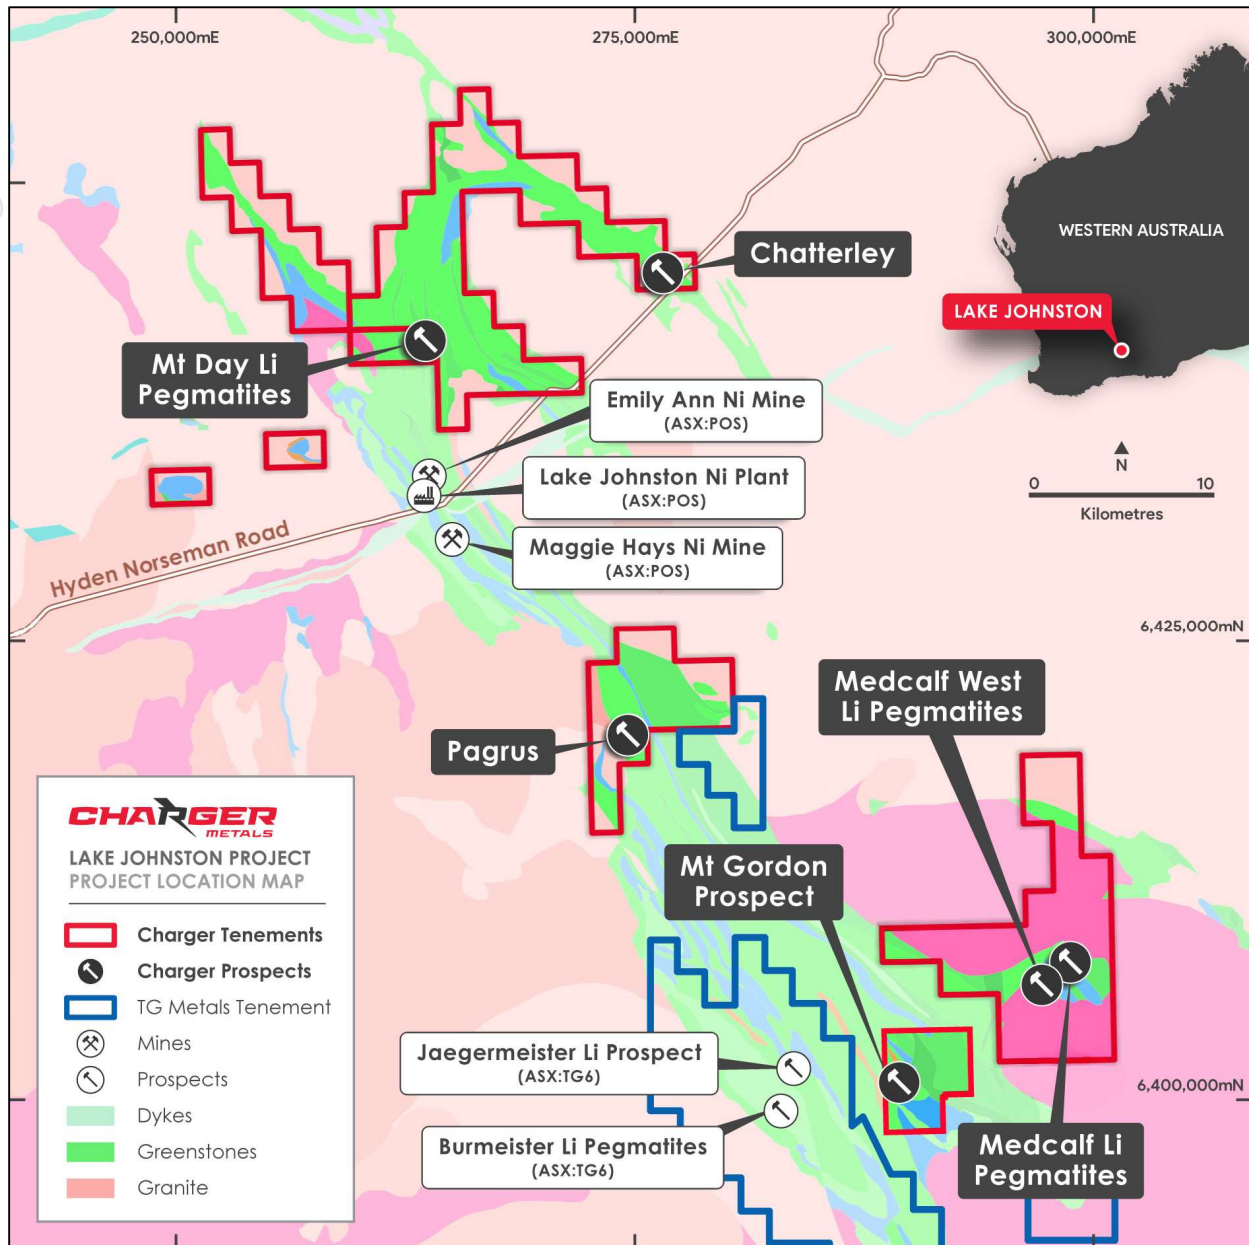 250,000mE
275,000mE
300,000mE
WESTERN AUSTRALIA
Chatterley
LAKE JOHNSTON
Mt Day Li
Pegmatites
Emily Ann Ni Mine
(ASX:POS)
Lake Johnston Ni Plant
(ASX:POS)
N
0 10
Kilometres
Hyden Norseman Road
Maggie Hays Ni Mine
(ASX:POS)
6,425,000mN
Medcalf West
Li Pegmatites
Pagrus
Mt Gordon
Prospect
CHARGER
METALS
LAKE JOHNSTON PROJECT
PROJECT LOCATION MAP
Charger Tenements
Charger Prospects
TG Metals Tenement
Mines
Prospects
Dykes
Greenstones
Granite
Jaegermeister Li Prospect
(ASX:TG6)
Burmeister Li Pegmatites
(ASX:TG6)
6,400,000mN
Medcalf Li
Pegmatites